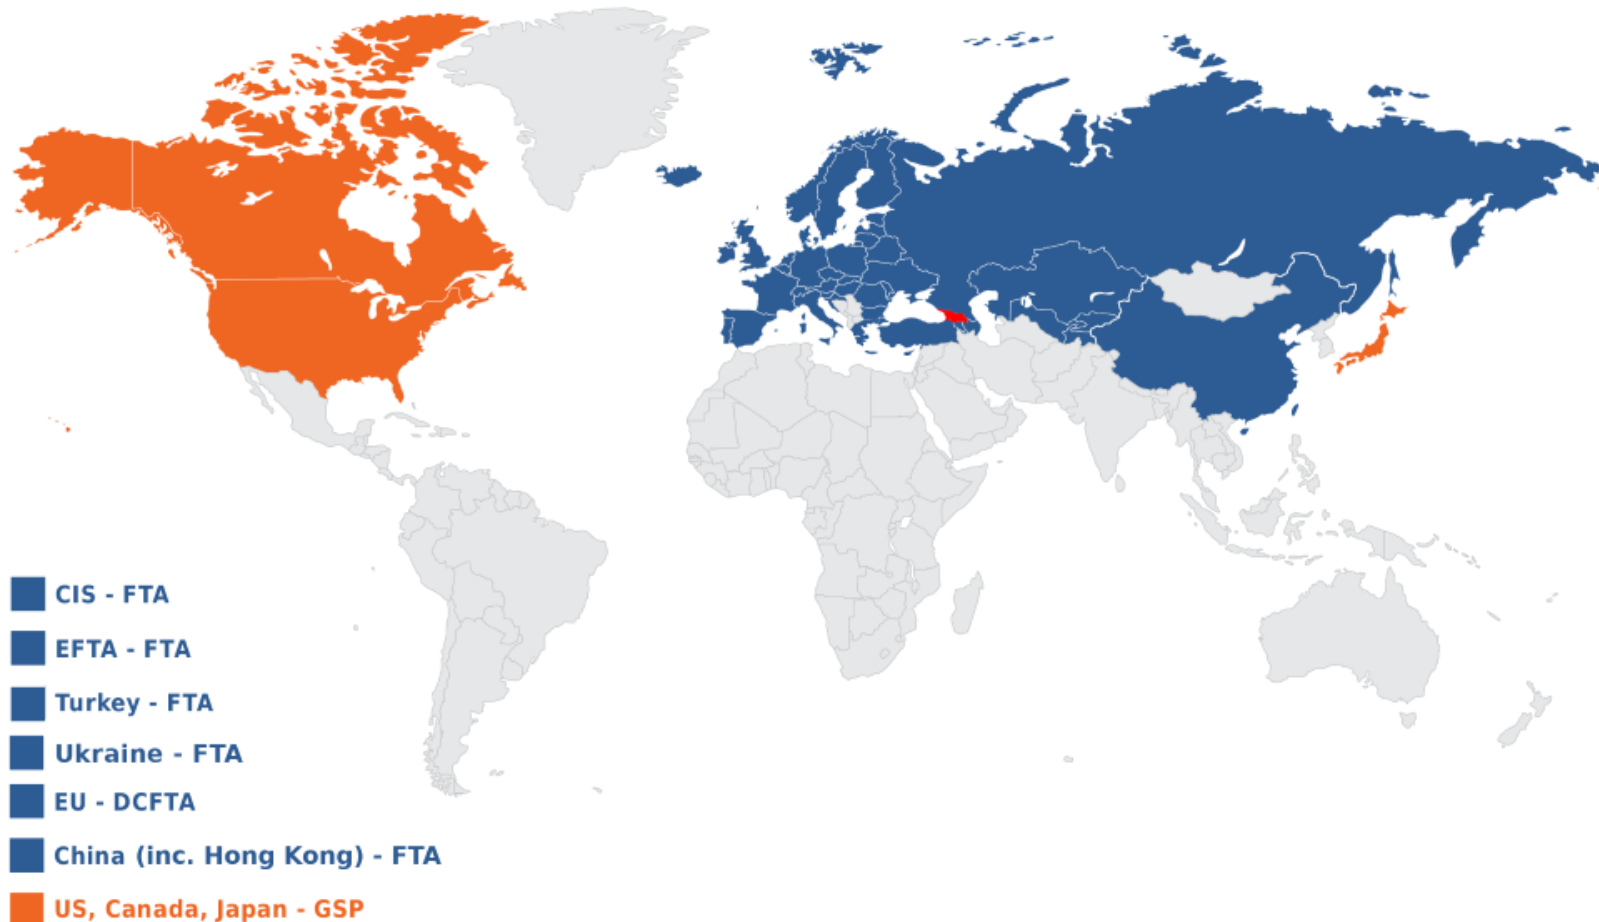 CIS - FTA
EFTA - FTA
Turkey - FTA
Ukraine - FTA
EU - DCFTA
China (inc. Hong Kong) - FTA
US, Canada, Japan - GSP